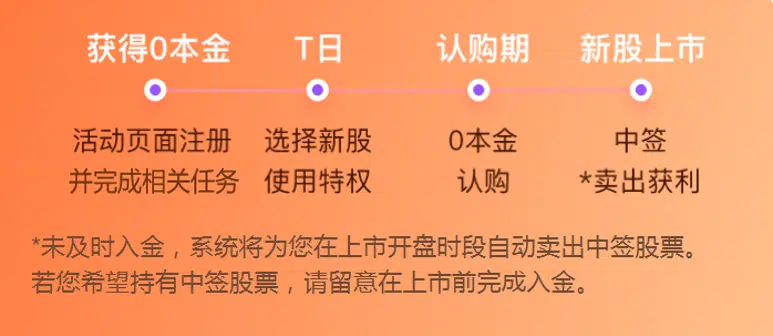 获得0本金 T日 认购期 新股上市
活动页面注册 选择新股 0本金 中签
并完成相关任务 使用特权 认购 *卖出获利
*未及时入金，系统将为您在上市开盘时段自动卖出中签股票。
若您希望持有中签股票，请留意在上市前完成入金。